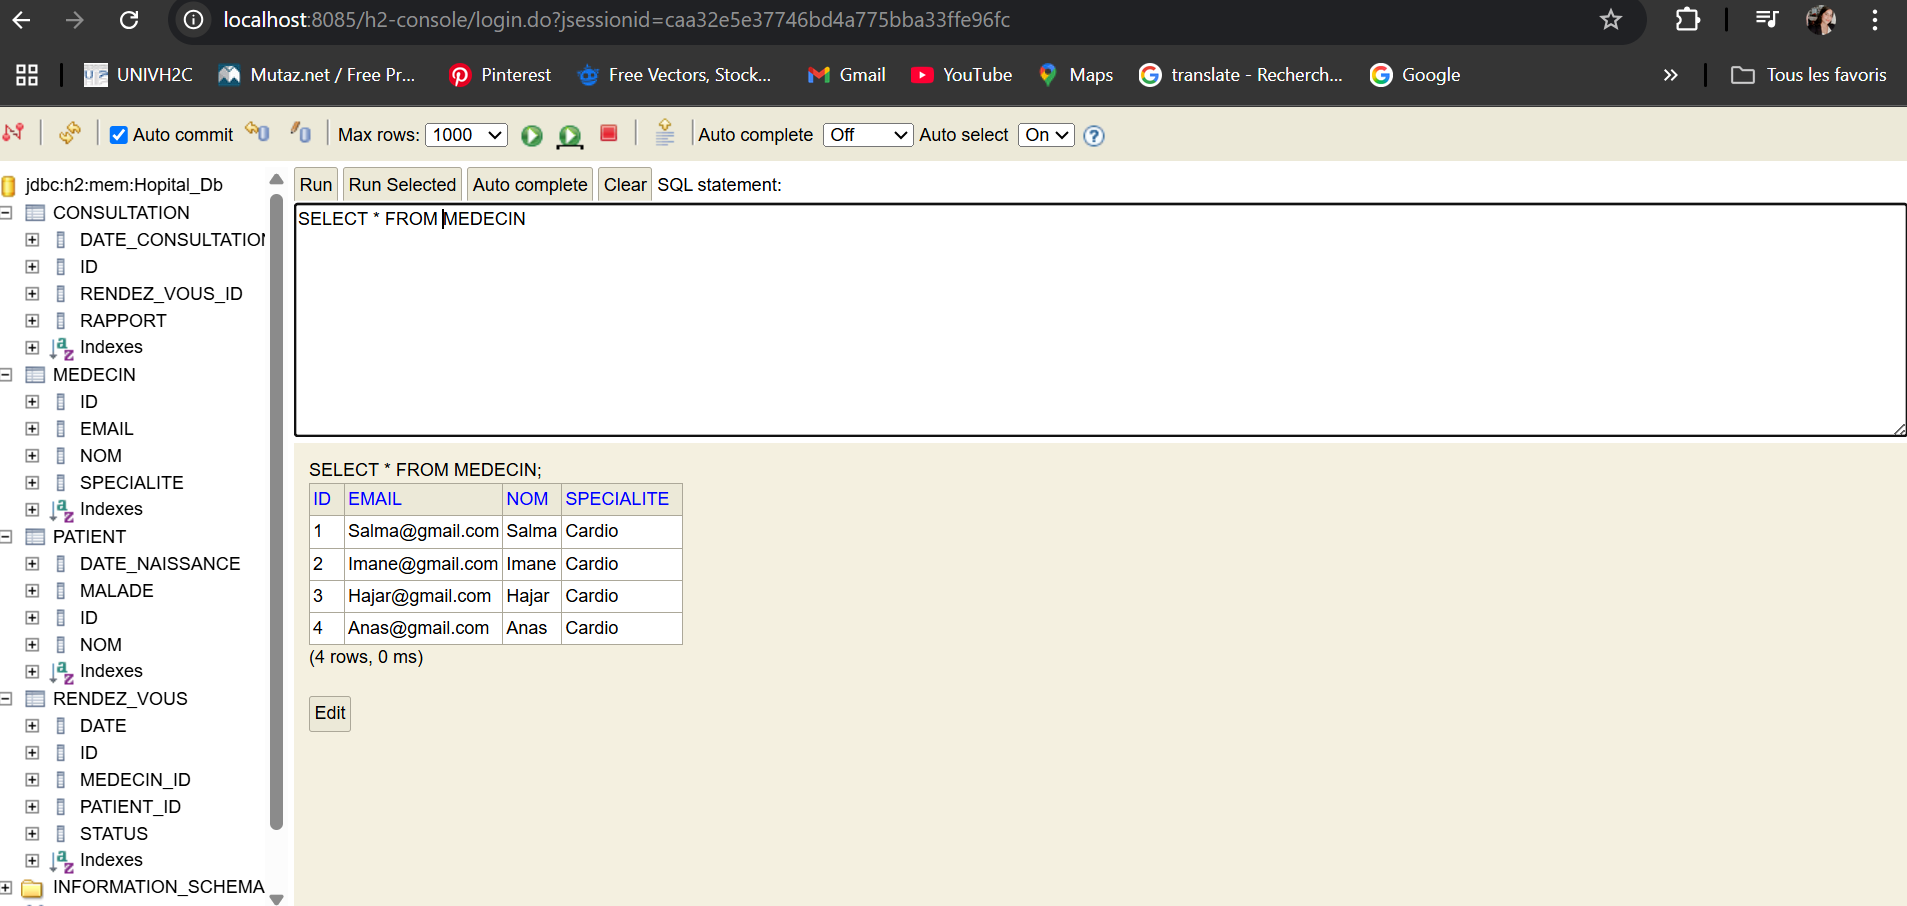 localhost:8085/h2-console/login.do?jsessionid=caa32e5e37746bd4a775bba33ffe96fc
UNIVH2C Mutaz.net / Free Pr... Pinterest Free Vectors, Stock... Gmail YouTube Maps translate - Recherch... Google » Tous les favoris
Auto commit Max rows: 1000 Auto complete Off Auto select On
jdbc:h2:mem:Hopital_Db
CONSULTATION
DATE_CONSULTATION
ID
RENDEZ_VOUS_ID
RAPPORT
Indexes
MEDECIN
ID
EMAIL
NOM
SPECIALITE
Indexes
PATIENT
DATE_NAISSANCE
MALADE
ID
NOM
Indexes
RENDEZ_VOUS
DATE
ID
MEDECIN_ID
PATIENT_ID
STATUS
Indexes
INFORMATION_SCHEMA
Run Run Selected Auto complete Clear SQL statement:
SELECT * FROM MEDECIN
SELECT * FROM MEDECIN;
ID EMAIL NOM SPECIALITE
1 Salma@gmail.com Salma Cardio
2 Imane@gmail.com Imane Cardio
3 Hajar@gmail.com Hajar Cardio
4 Anas@gmail.com Anas Cardio
(4 rows, 0 ms)
Edit